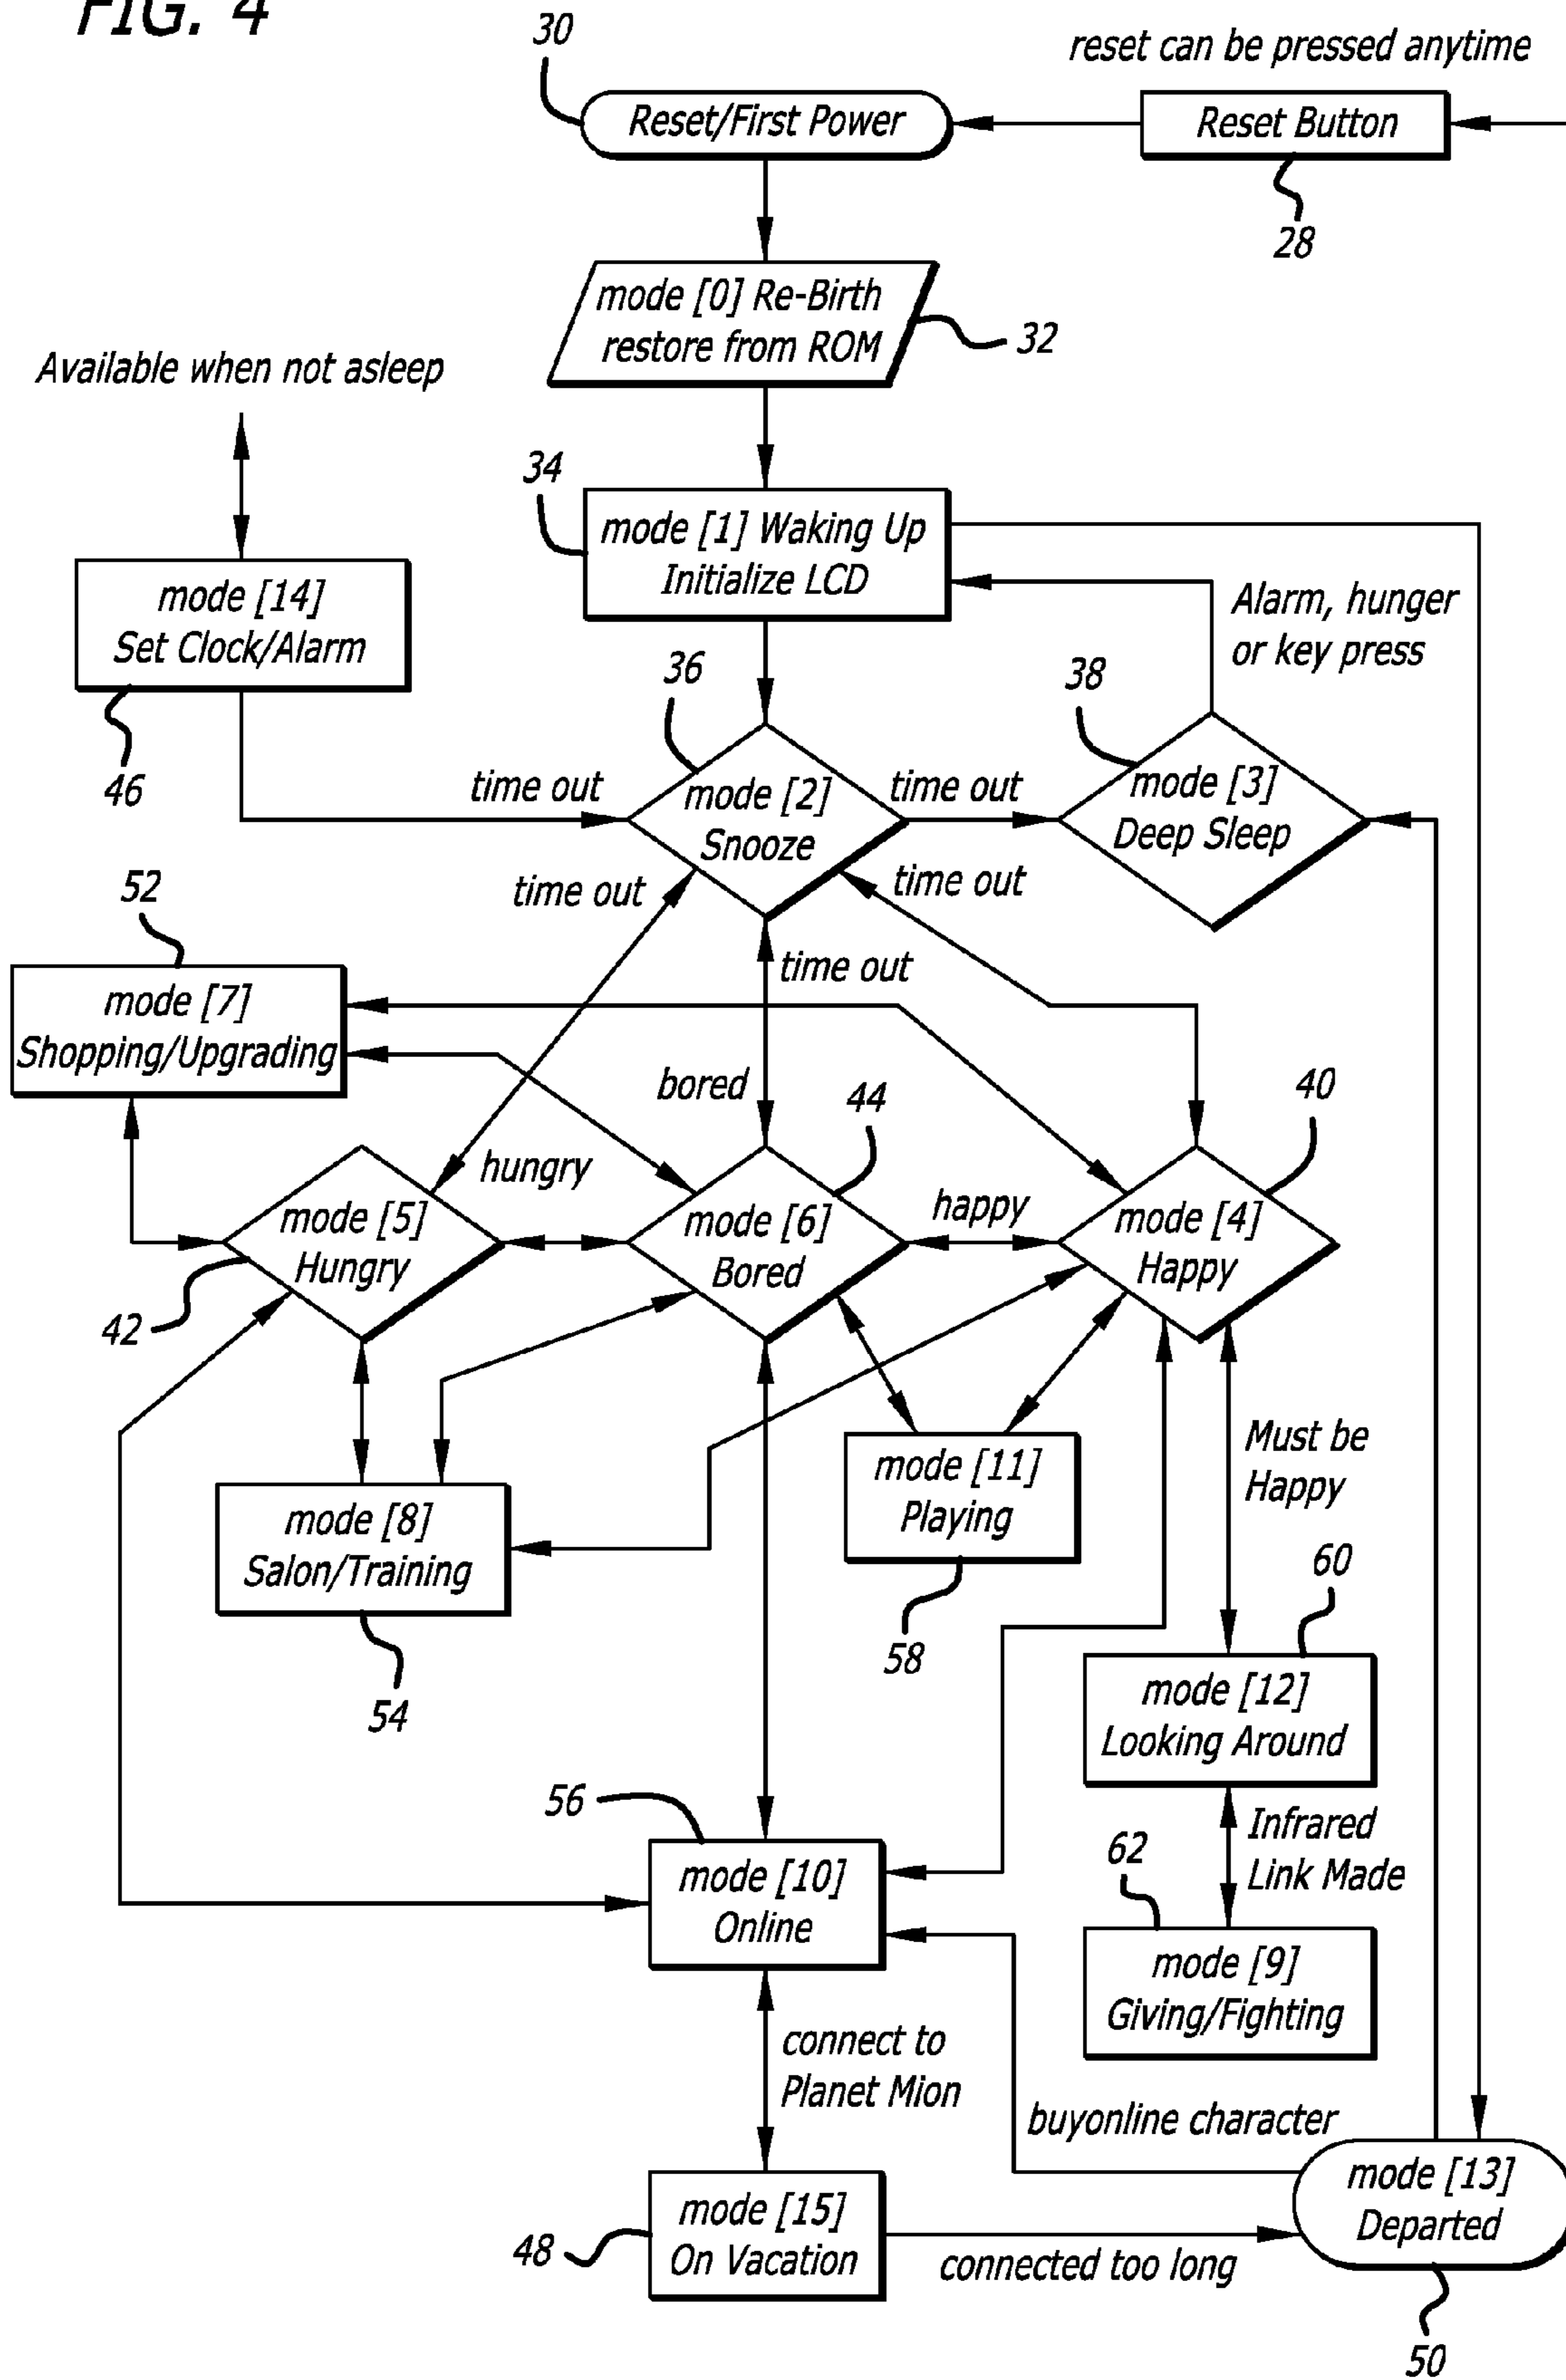 FIG. 4
30
reset can be pressed anytime
Reset/First Power
Reset Button
28
mode [0] Re-Birth
restore from ROM
32
Available when not asleep
34
mode [1] Waking Up
Initialize LCD
mode [14]
Set Clock/Alarm
46
Alarm, hunger
or key press
36
38
time out
mode [2]
Snooze
time out
mode [3]
Deep Sleep
time out
time out
52
time out
mode [7]
Shopping/Upgrading
bored
44
40
hungry
mode [5]
Hungry
42
mode [6]
Bored
happy
mode [4]
Happy
Must be
Happy
mode [11]
Playing
58
mode [8]
Salon/Training
54
60
mode [12]
Looking Around
56
Infrared
Link Made
62
mode [10]
Online
mode [9]
Giving/Fighting
connect to
Planet Mion
buyonline character
mode [13]
Departed
mode [15]
On Vacation
48
connected too long
50